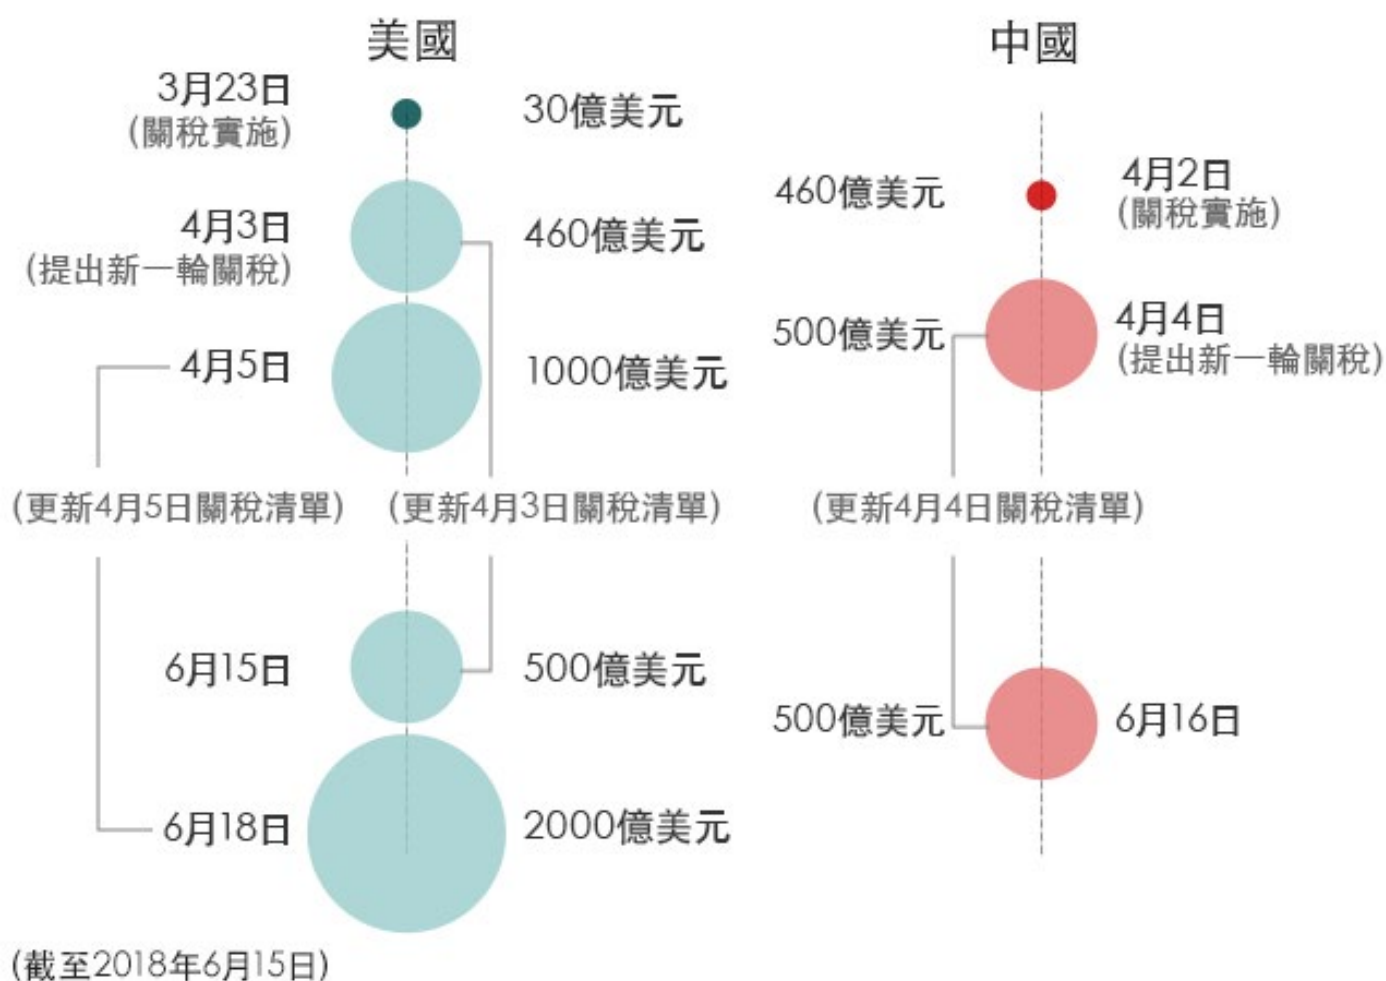 美國
3月23日
(關稅實施)
30億美元
4月3日
(提出新一輪關稅)
460億美元
4月5日
1000億美元
(更新4月5日關稅清單)
(更新4月3日關稅清單)
6月15日
500億美元
6月18日
2000億美元
中國
460億美元
4月2日
(關稅實施)
500億美元
4月4日
(提出新一輪關稅)
(更新4月4日關稅清單)
500億美元
6月16日
(截至2018年6月15日)